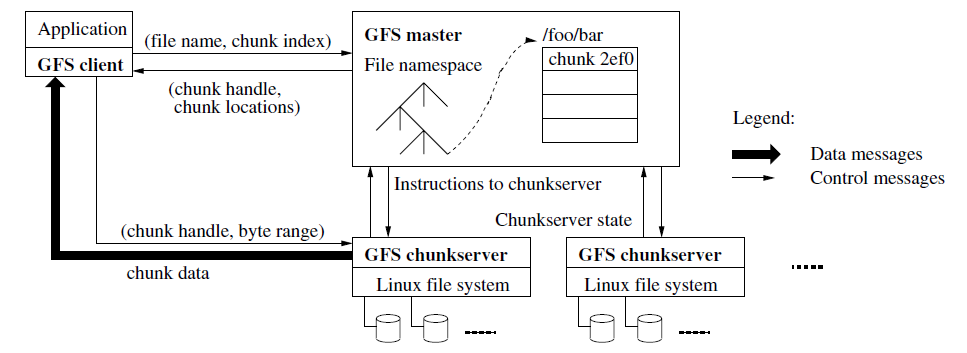 Application
GFS client
(file name, chunk index)
(chunk handle,
chunk locations)
GFS master
File namespace
/foo/bar
chunk 2ef0
Legend:
Data messages
Control messages
Instructions to chunkserver
Chunkserver state
(chunk handle, byte range)
chunk data
GFS chunkserver
Linux file system
GFS chunkserver
Linux file system